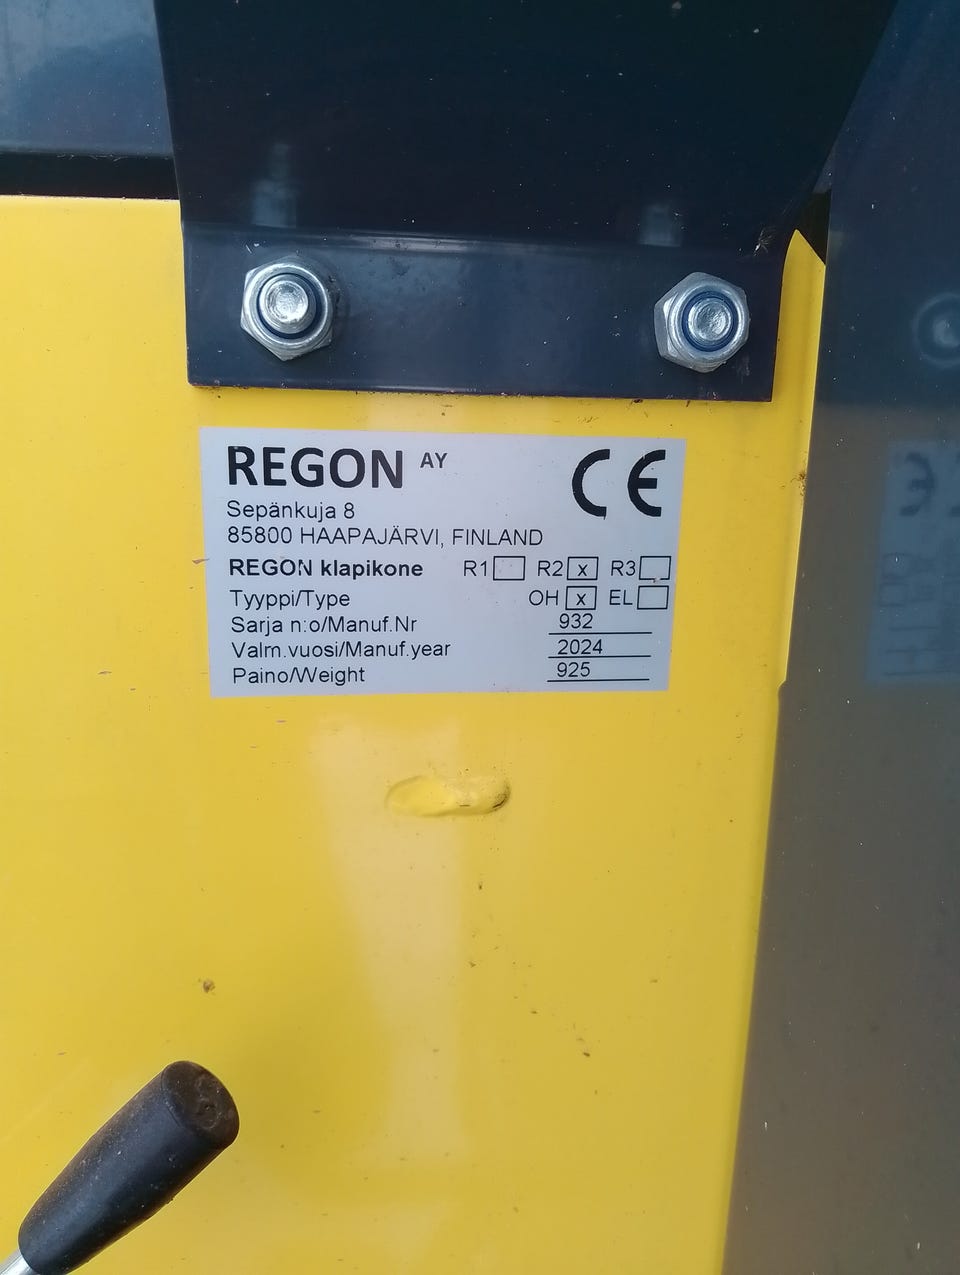 REGON AY CE
Sepänkuja 8
85800 HAAPAJÄRVI, FINLAND
REGON klapikone R1 R2 x R3
Tyyppi/Type OH x EL
Sarja n:o/Manuf.Nr 932
Valm.vuosi/Manuf.year 2024
Paino/Weight 925